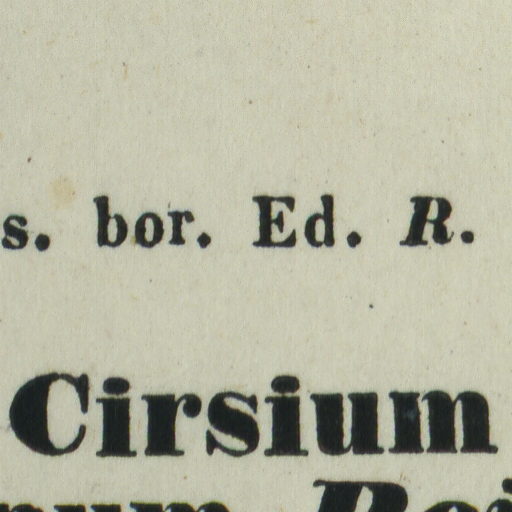 s. bor. Ed. R.
Cirsium